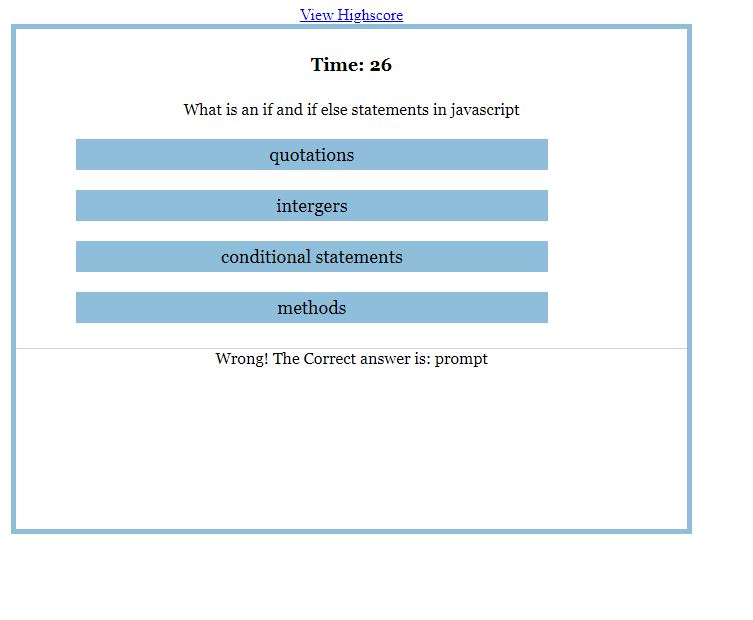 View Highscore
Time: 26
What is an if and if else statements in javascript
quotations
intergers
conditional statements
methods
Wrong! The Correct answer is: prompt